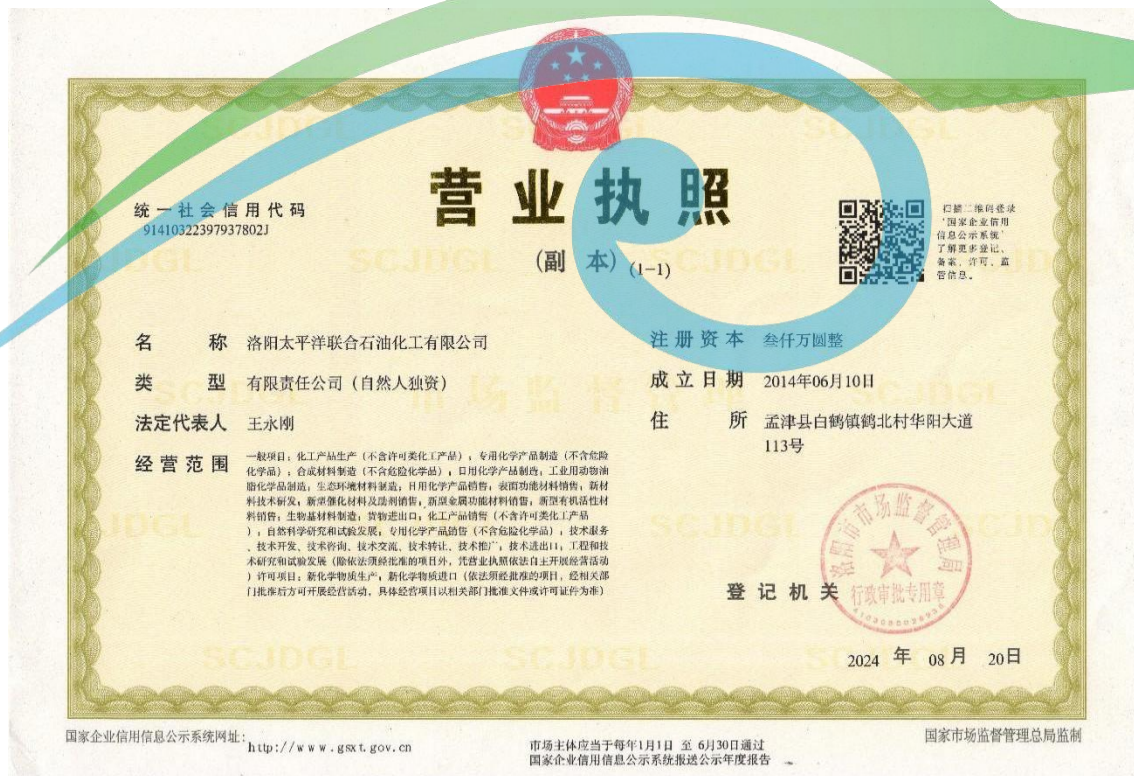 营业执照
(副 本) (1-1)
统一社会信用代码
91410322397937802J
扫描二维码登录
‘国家企业信用
信息公示系统’
了解更多登记、
备案、许可、监
管信息。
名 称 洛阳太平洋联合石油化工有限公司
类 型 有限责任公司（自然人独资）
法定代表人 王永刚
经营范围 一般项目：化工产品生产（不含许可类化工产品）；专用化学产品制造（不含危险
化学品）；合成材料制造（不含危险化学品）；日用化学产品制造；工业用动物油
脂化学品制造；生态环境材料制造；日用化学产品销售；表面功能材料销售；新材
料技术研发；新型催化材料及助剂销售；新型金属功能材料销售；新型有机活性材
料销售；生物基材料制造；货物进出口；化工产品销售（不含许可类化工产品
）；自然科学研究和试验发展；专用化学产品销售（不含危险化学品）；技术服务
、技术开发、技术咨询、技术交流、技术转让、技术推广；技术进出口；工程和技
术研究和试验发展（除依法须经批准的项目外，凭营业执照依法自主开展经营活动
）许可项目：新化学物质生产；新化学物质进口（依法须经批准的项目，经相关部
门批准后方可开展经营活动，具体经营项目以相关部门批准文件或许可证件为准）
注册资本 叁仟万圆整
成立日期 2014年06月10日
住 所 孟津县白鹤镇鹤北村华阳大道
113号
登记机关
洛阳市市场监督管理局
行政审批专用章
2024 年 08月 20日
国家企业信用信息公示系统网址：http://www.gsxt.gov.cn
市场主体应当于每年1月1日 至 6月30日通过
国家企业信用信息公示系统报送公示年度报告
国家市场监督管理总局监制